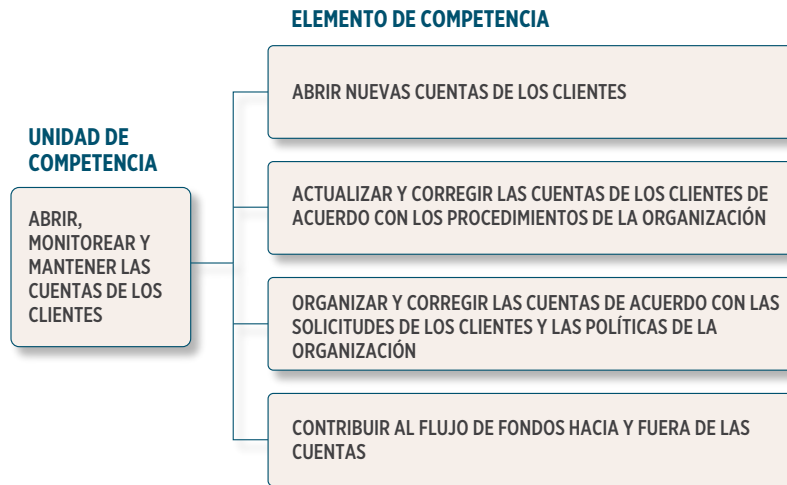 ELEMENTO DE COMPETENCIA
ABRIR NUEVAS CUENTAS DE LOS CLIENTES
UNIDAD DE
COMPETENCIA
ABRIR,
MONITOREAR Y
MANTENER LAS
CUENTAS DE LOS
CLIENTES
ACTUALIZAR Y CORREGIR LAS CUENTAS DE LOS CLIENTES DE
ACUERDO CON LOS PROCEDIMIENTOS DE LA ORGANIZACIÓN
ORGANIZAR Y CORREGIR LAS CUENTAS DE ACUERDO CON LAS
SOLICITUDES DE LOS CLIENTES Y LAS POLÍTICAS DE LA
ORGANIZACIÓN
CONTRIBUIR AL FLUJO DE FONDOS HACIA Y FUERA DE LAS
CUENTAS